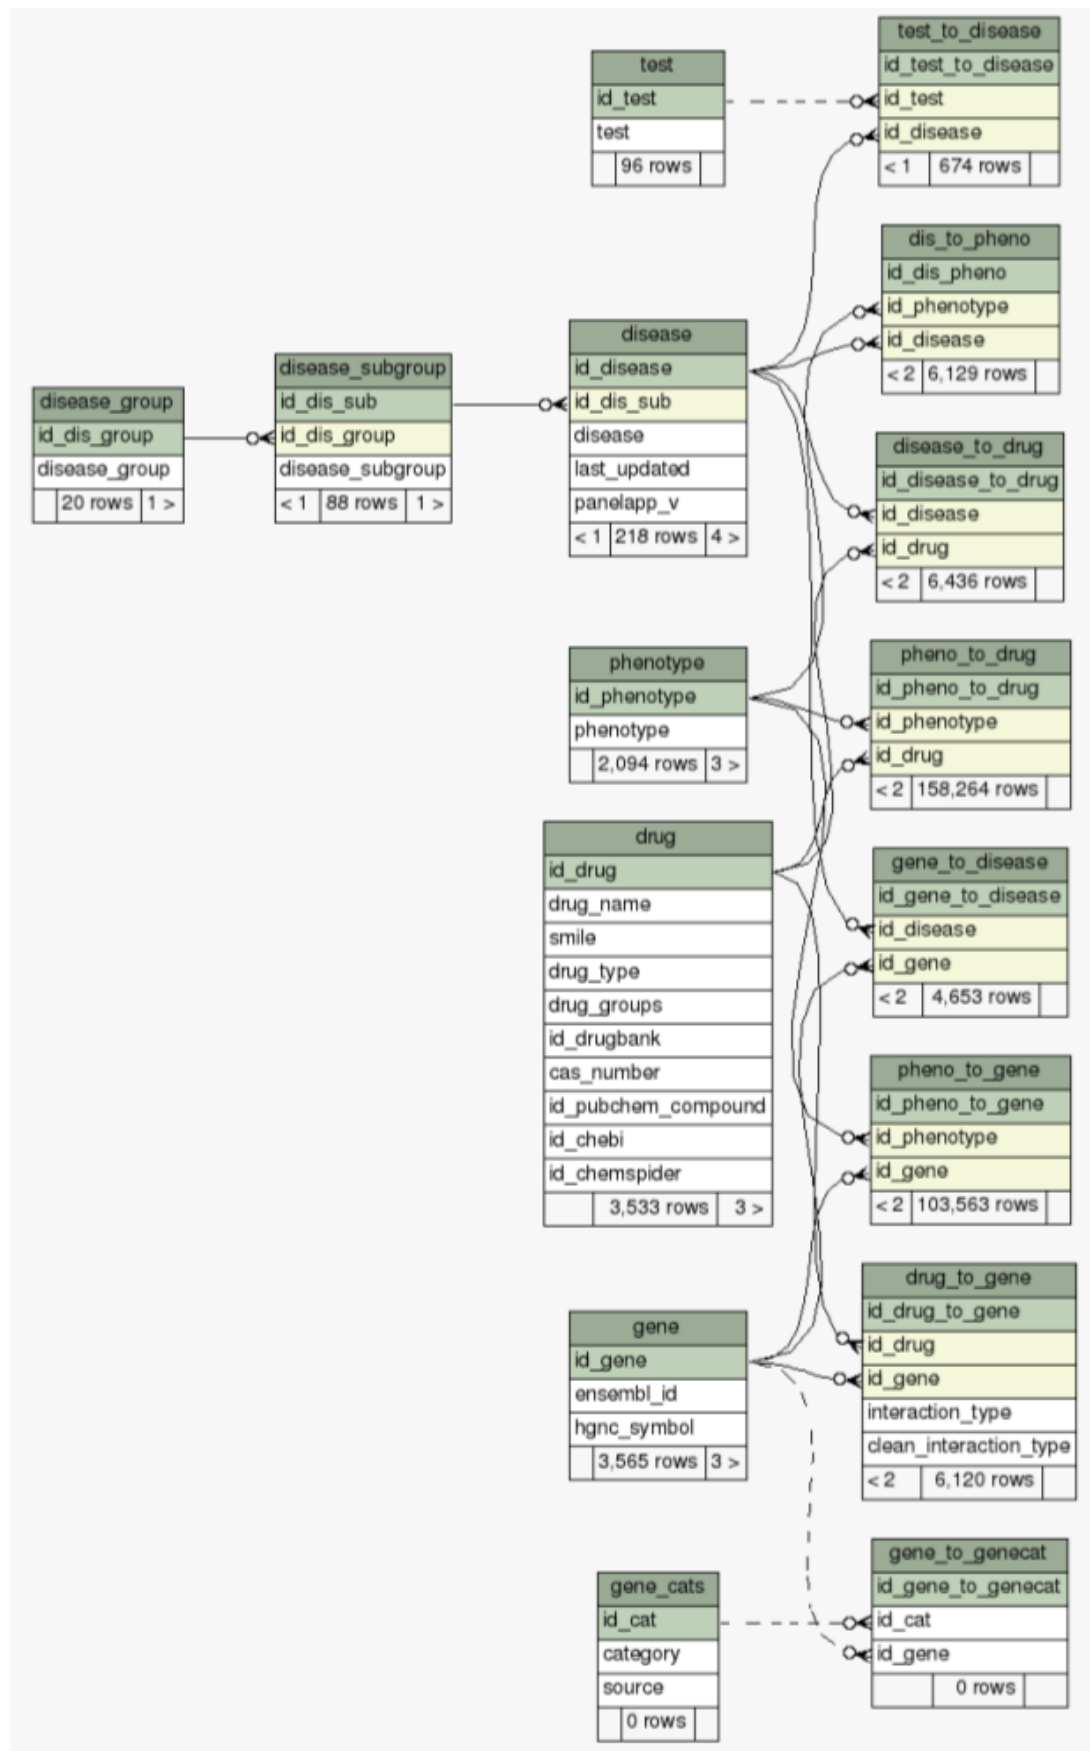 test
id_test
test
96 rows
test_to_disease
id_test_to_disease
id_test
id_disease
< 1 674 rows
dis_to_pheno
id_dis_pheno
id_phenotype
id_disease
< 2 6,129 rows
disease_group
id_dis_group
disease_group
20 rows 1 >
disease_subgroup
id_dis_sub
id_dis_group
disease_subgroup
< 1 88 rows 1 >
disease
id_disease
id_dis_sub
disease
last_updated
panelapp_v
< 1 218 rows 4 >
disease_to_drug
id_disease_to_drug
id_disease
id_drug
< 2 6,436 rows
phenotype
id_phenotype
phenotype
2,094 rows 3 >
pheno_to_drug
id_pheno_to_drug
id_phenotype
id_drug
< 2 158,264 rows
drug
id_drug
drug_name
smile
drug_type
drug_groups
id_drugbank
cas_number
id_pubchem_compound
id_chebi
id_chemspider
3,533 rows 3 >
gene_to_disease
id_gene_to_disease
id_disease
id_gene
< 2 4,653 rows
pheno_to_gene
id_pheno_to_gene
id_phenotype
id_gene
< 2 103,563 rows
gene
id_gene
ensembl_id
hgnc_symbol
3,565 rows 3 >
drug_to_gene
id_drug_to_gene
id_drug
id_gene
interaction_type
clean_interaction_type
< 2 6,120 rows
gene_cats
id_cat
category
source
0 rows
gene_to_genecat
id_gene_to_genecat
id_cat
id_gene
0 rows